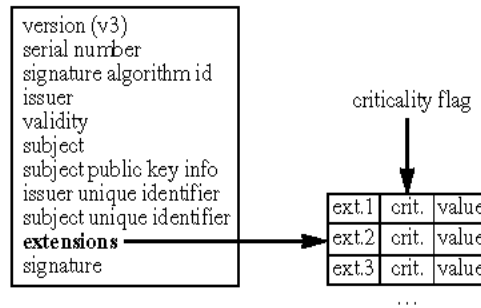 version (v3)
serial number
signature algorithm id
issuer
validity
subject
subject public key info
issuer unique identifier
subject unique identifier
extensions
signature
criticality flag
ext.1 crit. value
ext.2 crit. value
ext.3 crit. value
...